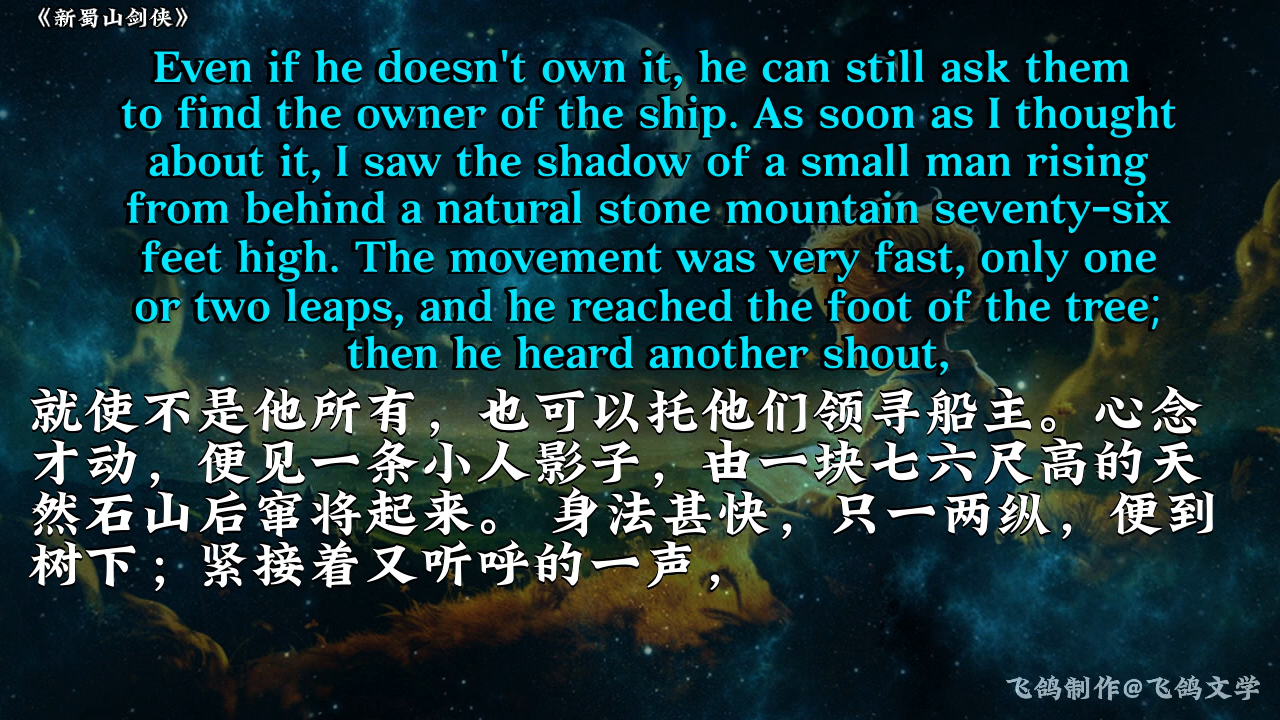 《新蜀山剑侠》
Even if he doesn't own it, he can still ask them
to find the owner of the ship. As soon as I thought
about it, I saw the shadow of a small man rising
from behind a natural stone mountain seventy-six
feet high. The movement was very fast, only one
or two leaps, and he reached the foot of the tree;
then he heard another shout,
就使不是他所有，也可以托他们领寻船主。心念
才动，便见一条小人影子，由一块七六尺高的天
然石山后窜将起来。 身法甚快，只一两纵，便到
树下；紧接着又听呼的一声，
飞鸽制作@飞鸽文学